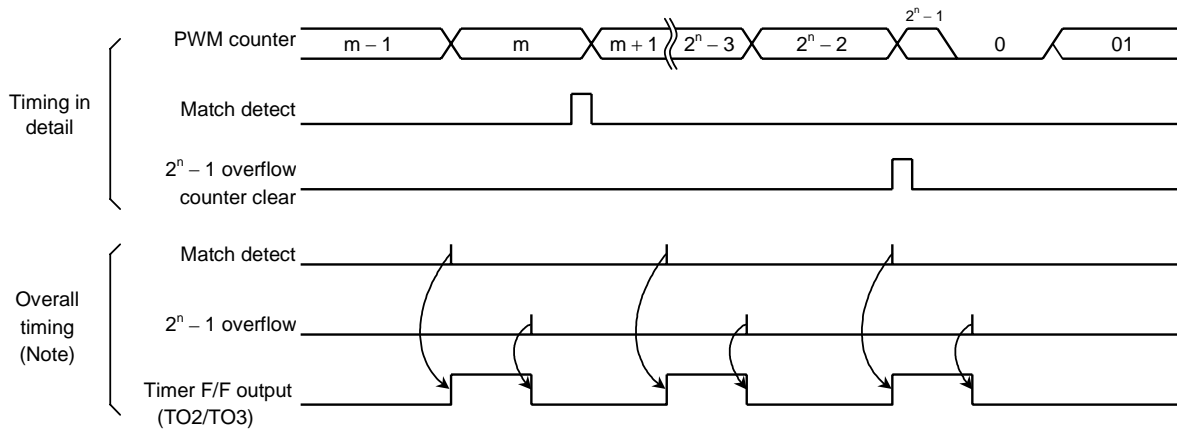 PWM counter
m – 1
m
m + 1
2ⁿ – 3
2ⁿ – 2
2ⁿ – 1
0
01
Timing in
detail
Match detect
2ⁿ – 1 overflow
counter clear
Overall
timing
(Note)
Match detect
2ⁿ – 1 overflow
Timer F/F output
(TO2/TO3)